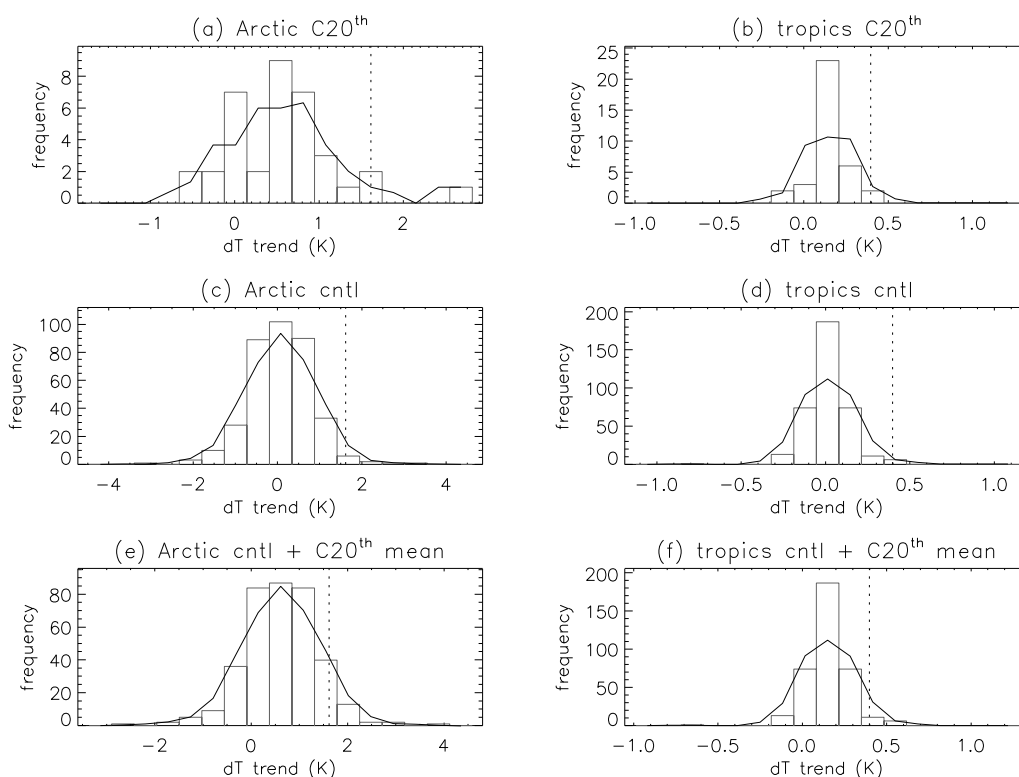 (a) Arctic C20th
frequency
8
6
4
2
0
−1 0 1 2
dT trend (K)
(b) tropics C20th
frequency
25
20
15
10
5
0
−1.0 −0.5 0.0 0.5 1.0
dT trend (K)
(c) Arctic cntl
frequency
100
80
60
40
20
0
−4 −2 0 2 4
dT trend (K)
(d) tropics cntl
frequency
200
150
100
50
0
−1.0 −0.5 0.0 0.5 1.0
dT trend (K)
(e) Arctic cntl + C20th mean
frequency
80
60
40
20
0
−2 0 2 4
dT trend (K)
(f) tropics cntl + C20th mean
frequency
200
150
100
50
0
−1.0 −0.5 0.0 0.5 1.0
dT trend (K)